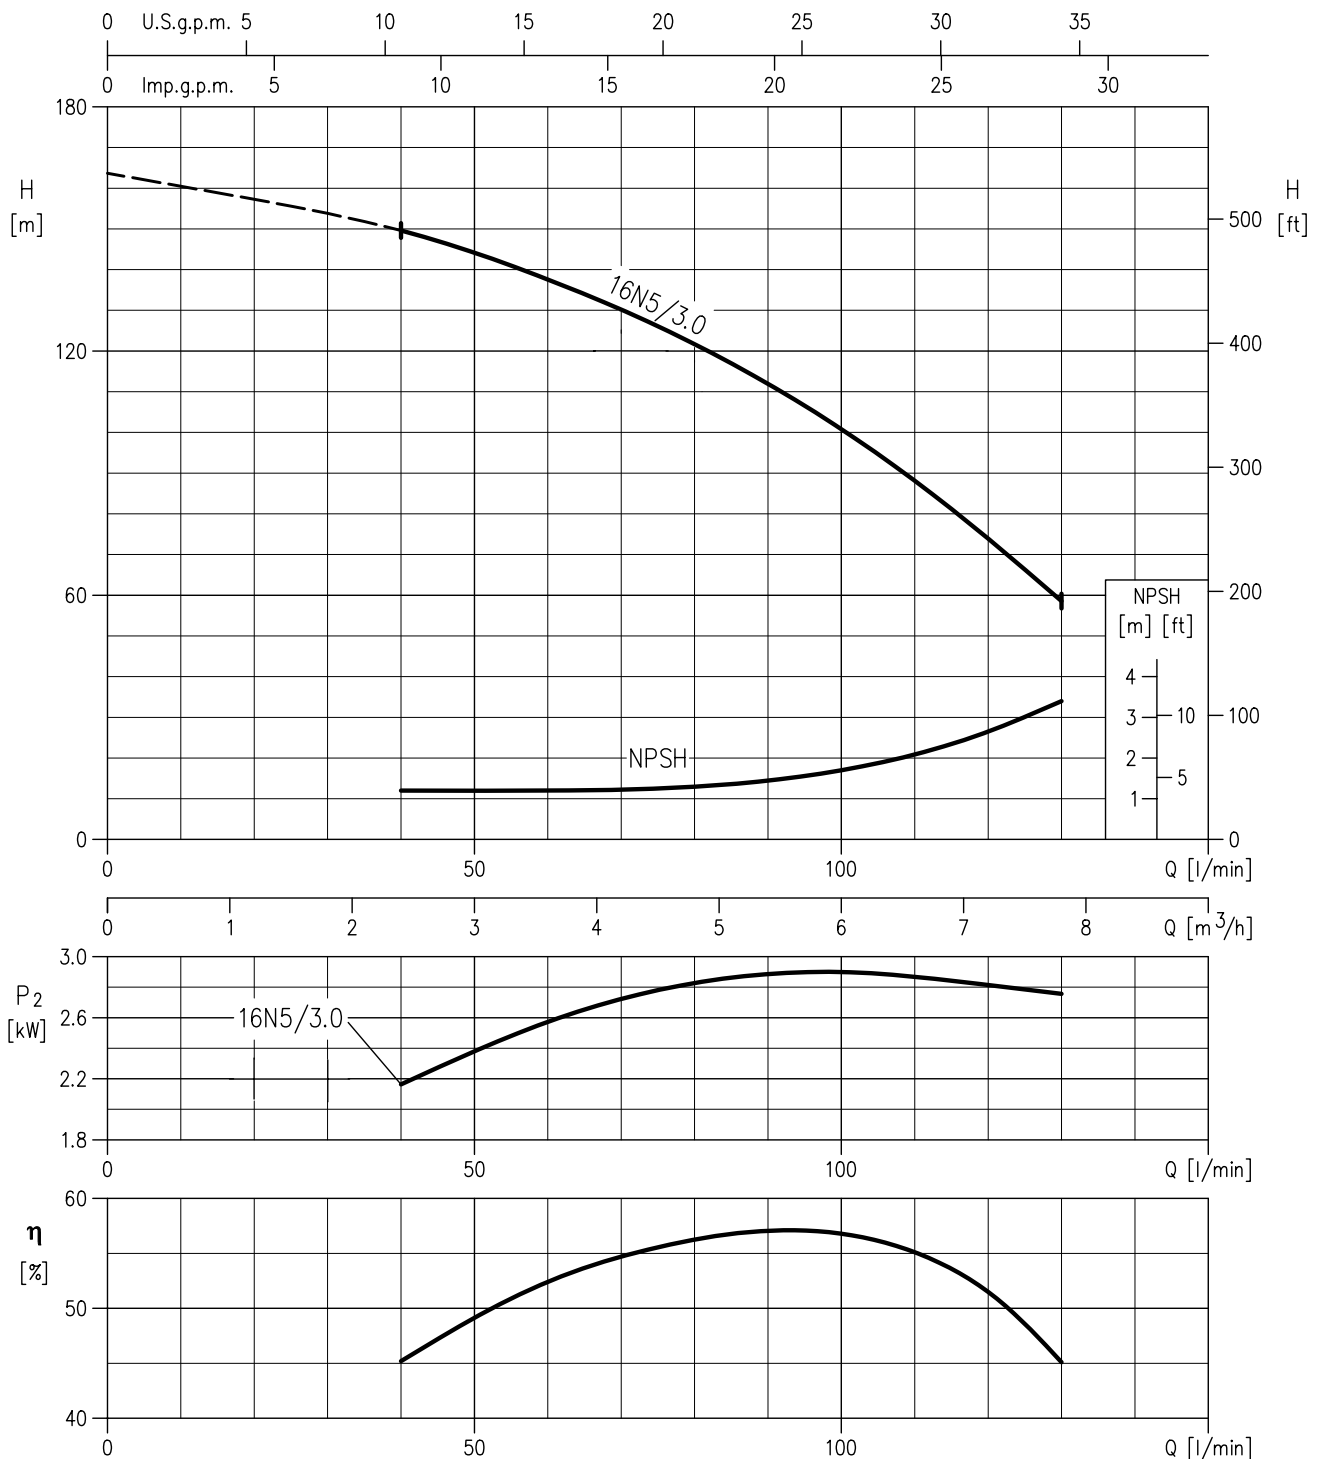 0 U.S.g.p.m. 5 10 15 20 25 30 35
0 Imp.g.p.m. 5 10 15 20 25 30
180
H
[m]
120
60
0
H
[ft]
500
400
300
200
100
0
16N5/3.0
NPSH
NPSH
[m] [ft]
4
3 10
2
5
1
0 50 100 Q [l/min]
0 1 2 3 4 5 6 7 8 Q [m³/h]
3.0
P2
[kW]
2.6
2.2
1.8
16N5/3.0
0 50 100 Q [l/min]
60
η
[%]
50
40
0 50 100 Q [l/min]